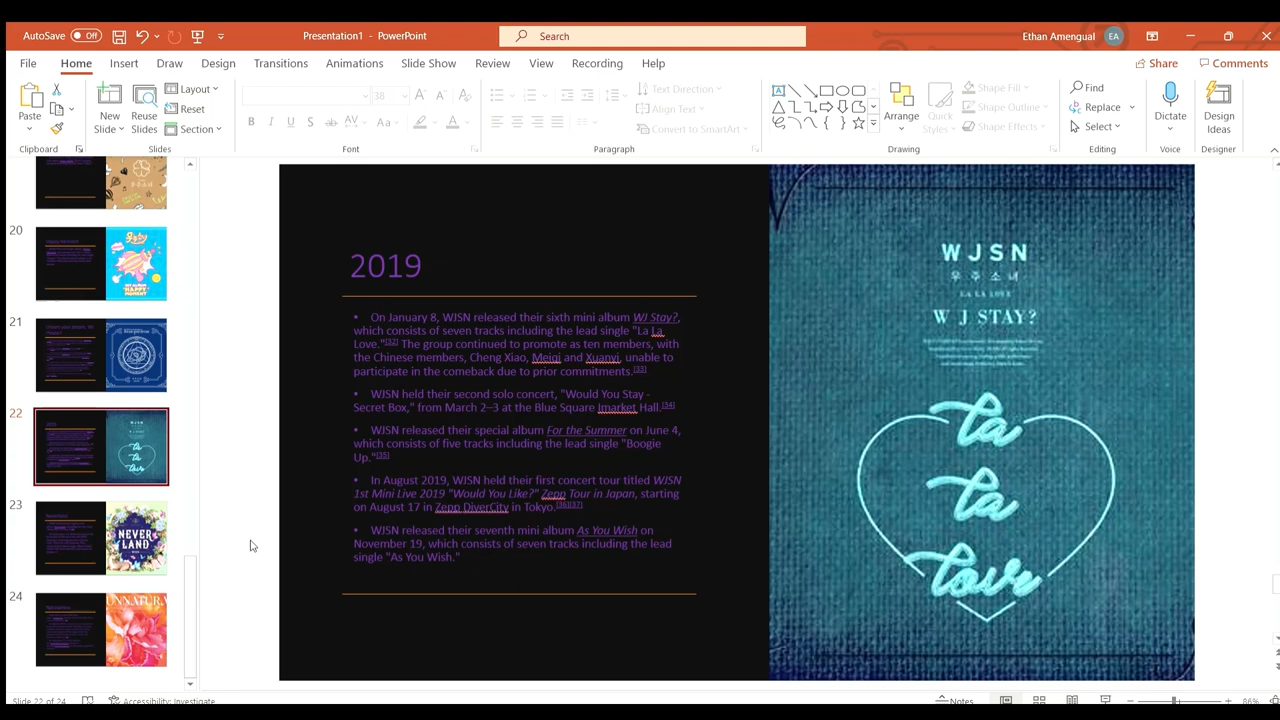 AutoSave Off Presentation1 - PowerPoint Search Ethan Amengual EA
File Home Insert Draw Design Transitions Animations Slide Show Review View Recording Help Share Comments
Paste
Clipboard
New Slide
Reuse Slides
Layout
Reset
Section
Slides
38
Font
Text Direction
Align Text
Convert to SmartArt
Paragraph
Arrange
Quick Styles
Shape Fill
Shape Outline
Shape Effects
Drawing
Find
Replace
Select
Editing
Dictate
Voice
Design Ideas
Designer
20
21
22
23
NEVER
LAND
24
2019
• On January 8, WJSN released their sixth mini album WJ Stay?,
which consists of seven tracks including the lead single "La La
Love."[32] The group continued to promote as ten members, with
the Chinese members, Cheng Xiao, Meiqi and Xuanyi, unable to
participate in the comeback due to prior commitments.[33]
• WJSN held their second solo concert, "Would You Stay -
Secret Box," from March 2–3 at the Blue Square Imarket Hall.[34]
• WJSN released their special album For the Summer on June 4,
which consists of five tracks including the lead single "Boogie
Up."[35]
• In August 2019, WJSN held their first concert tour titled WJSN
1st Mini Live 2019 "Would You Like?" Zepp Tour in Japan, starting
on August 17 in Zepp DiverCity in Tokyo.[36][37]
• WJSN released their seventh mini album As You Wish on
November 19, which consists of seven tracks including the lead
single "As You Wish."
WJSN
우주소녀
LA LA LOVE
WJ STAY?
la
la
love
Slide 22 of 24 Accessibility: Investigate Notes 86%